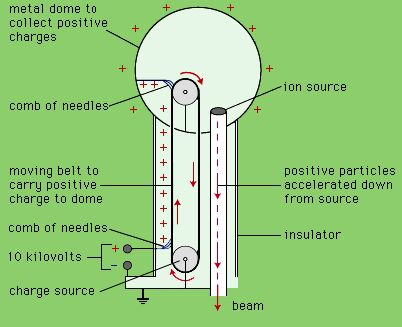 metal dome to
collect positive
charges
comb of needles
moving belt to
carry positive
charge to dome
comb of needles
+
10 kilovolts
−
charge source
ion source
positive particles
accelerated down
from source
insulator
beam